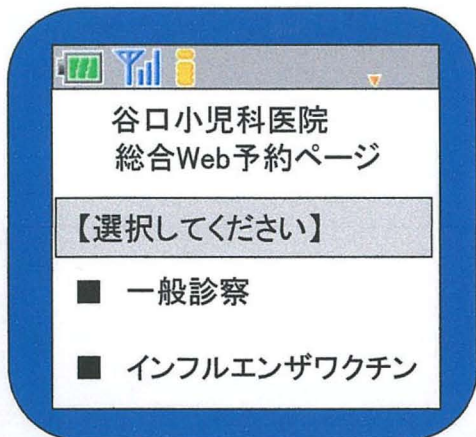 谷口小児科医院
総合Web予約ページ
【選択してください】
■ 一般診察
■ インフルエンザワクチン